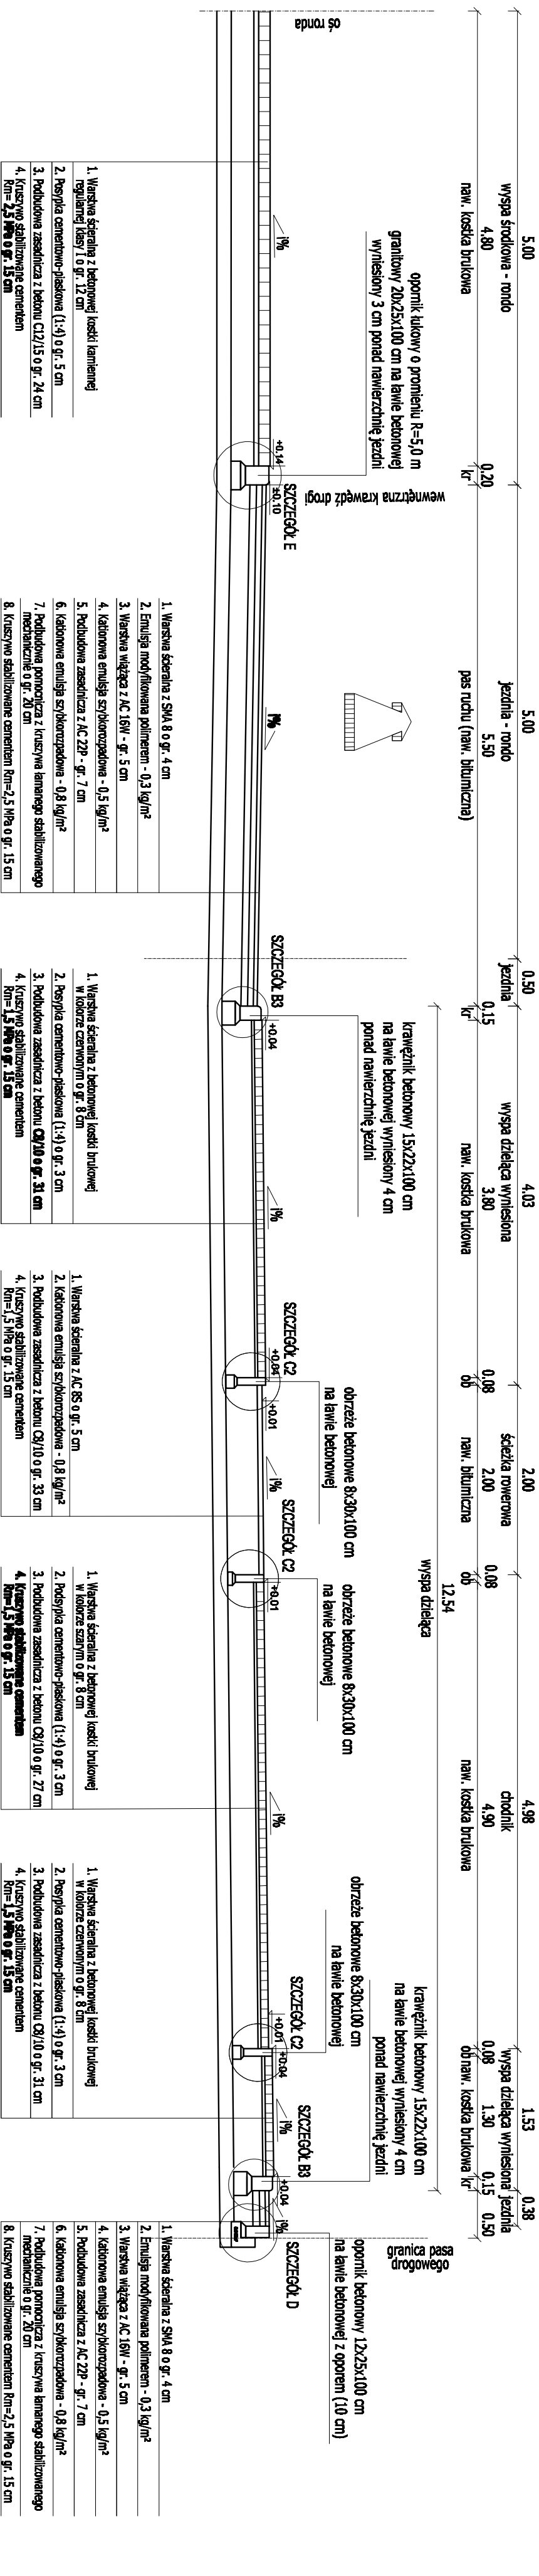 5.00
wyspa środkowa - rondo
4.80
naw. kostka brukowa
0.20
kr
5.00
jezdnia - rondo
5.50
pas ruchu (naw. bitumiczna)
0.50
jezdnia
0.15
kr
4.03
wyspa dzieląca wyniesiona
3.80
naw. kostka brukowa
0.08
ob
2.00
ścieżka rowerowa
2.00
naw. bitumiczna
0.08
ob
4.98
chodnik
4.90
naw. kostka brukowa
0.08
ob
1.53
wyspa dzieląca wyniesiona
1.30
naw. kostka brukowa
0.15
kr
0.38
jezdnia
0.50
12.54
wyspa dzieląca
granica pasa
drogowego
oś ronda
opornik łukowy o promieniu R=5,0 m
granitowy 20x25x100 cm na ławie betonowej
wyniesiony 3 cm ponad nawierzchnię jezdni
wewnętrzna krawędź drogi
krawężnik betonowy 15x22x100 cm
na ławie betonowej wyniesiony 4 cm
ponad nawierzchnię jezdni
obrzeże betonowe 8x30x100 cm
na ławie betonowej
obrzeże betonowe 8x30x100 cm
na ławie betonowej
obrzeże betonowe 8x30x100 cm
na ławie betonowej
krawężnik betonowy 15x22x100 cm
na ławie betonowej wyniesiony 4 cm
ponad nawierzchnię jezdni
opornik betonowy 12x25x100 cm
na ławie betonowej z oporem (10 cm)
i%
+0.14
±0.10
SZCZEGÓŁ E
i%
SZCZEGÓŁ B3
+0.04
i%
SZCZEGÓŁ C2
+0.04
+0.01
i%
SZCZEGÓŁ C2
+0.01
i%
SZCZEGÓŁ C2
+0.01
+0.04
i%
SZCZEGÓŁ B3
+0.04
i%
SZCZEGÓŁ D
1. Warstwa ścieralna z betonowej kostki kamiennej
regularnej klasy I o gr. 12 cm
2. Posypka cementowo-piaskowa (1:4) o gr. 5 cm
3. Podbudowa zasadnicza z betonu C12/15 o gr. 24 cm
4. Kruszywo stabilizowane cementem
Rm= 2,5 MPa o gr. 15 cm
1. Warstwa ścieralna z SMA 8 o gr. 4 cm
2. Emulsja modyfikowana polimerem - 0,3 kg/m²
3. Warstwa wiążąca z AC 16W - gr. 5 cm
4. Kationowa emulsja szybkorozpadowa - 0,5 kg/m²
5. Podbudowa zasadnicza z AC 22P - gr. 7 cm
6. Kationowa emulsja szybkorozpadowa - 0,8 kg/m²
7. Podbudowa pomocnicza z kruszywa łamanego stabilizowanego
mechanicznie o gr. 20 cm
8. Kruszywo stabilizowane cementem Rm=2,5 MPa o gr. 15 cm
1. Warstwa ścieralna z betonowej kostki brukowej
w kolorze czerwonym o gr. 8 cm
2. Posypka cementowo-piaskowa (1:4) o gr. 3 cm
3. Podbudowa zasadnicza z betonu C8/10 o gr. 31 cm
4. Kruszywo stabilizowane cementem
Rm= 1,5 MPa o gr. 15 cm
1. Warstwa ścieralna z AC 8S o gr. 5 cm
2. Kationowa emulsja szybkorozpadowa - 0,8 kg/m²
3. Podbudowa zasadnicza z betonu C8/10 o gr. 33 cm
4. Kruszywo stabilizowane cementem
Rm=1,5 MPa o gr. 15 cm
1. Warstwa ścieralna z betonowej kostki brukowej
w kolorze szarym o gr. 8 cm
2. Podsypka cementowo-piaskowa (1:4) o gr. 3 cm
3. Podbudowa zasadnicza z betonu C8/10 o gr. 27 cm
4. Kruszywo stabilizowane cementem
Rm=1,5 MPa o gr. 15 cm
1. Warstwa ścieralna z betonowej kostki brukowej
w kolorze czerwonym o gr. 8 cm
2. Posypka cementowo-piaskowa (1:4) o gr. 3 cm
3. Podbudowa zasadnicza z betonu C8/10 o gr. 31 cm
4. Kruszywo stabilizowane cementem
Rm= 1,5 MPa o gr. 15 cm
1. Warstwa ścieralna z SMA 8 o gr. 4 cm
2. Emulsja modyfikowana polimerem - 0,3 kg/m²
3. Warstwa wiążąca z AC 16W - gr. 5 cm
4. Kationowa emulsja szybkorozpadowa - 0,5 kg/m²
5. Podbudowa zasadnicza z AC 22P - gr. 7 cm
6. Kationowa emulsja szybkorozpadowa - 0,8 kg/m²
7. Podbudowa pomocnicza z kruszywa łamanego stabilizowanego
mechanicznie o gr. 20 cm
8. Kruszywo stabilizowane cementem Rm=2,5 MPa o gr. 15 cm